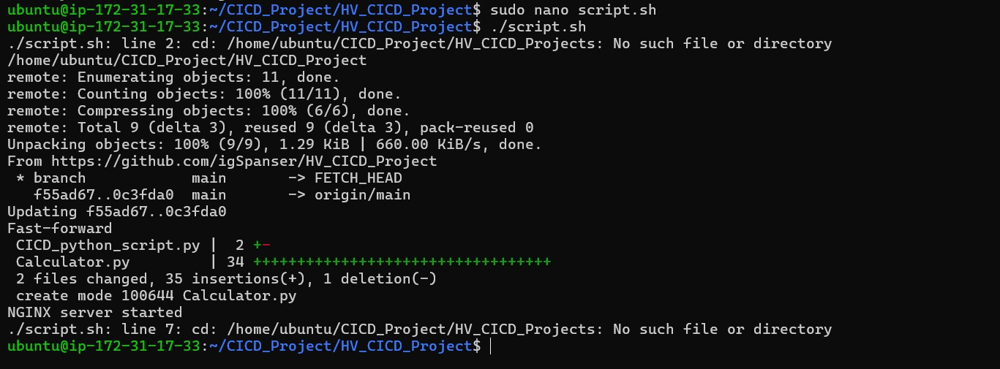 ubuntu@ip-172-31-17-33:~/CICD_Project/HV_CICD_Project$ sudo nano script.sh
ubuntu@ip-172-31-17-33:~/CICD_Project/HV_CICD_Project$ ./script.sh
./script.sh: line 2: cd: /home/ubuntu/CICD_Project/HV_CICD_Projects: No such file or directory
/home/ubuntu/CICD_Project/HV_CICD_Project
remote: Enumerating objects: 11, done.
remote: Counting objects: 100% (11/11), done.
remote: Compressing objects: 100% (6/6), done.
remote: Total 9 (delta 3), reused 9 (delta 3), pack-reused 0
Unpacking objects: 100% (9/9), 1.29 KiB | 660.00 KiB/s, done.
From https://github.com/igSpanser/HV_CICD_Project
 * branch            main       -> FETCH_HEAD
   f55ad67..0c3fda0  main       -> origin/main
Updating f55ad67..0c3fda0
Fast-forward
 CICD_python_script.py |  2 +-
 Calculator.py         | 34 ++++++++++++++++++++++++++++++++++
 2 files changed, 35 insertions(+), 1 deletion(-)
 create mode 100644 Calculator.py
NGINX server started
./script.sh: line 7: cd: /home/ubuntu/CICD_Project/HV_CICD_Projects: No such file or directory
ubuntu@ip-172-31-17-33:~/CICD_Project/HV_CICD_Project$